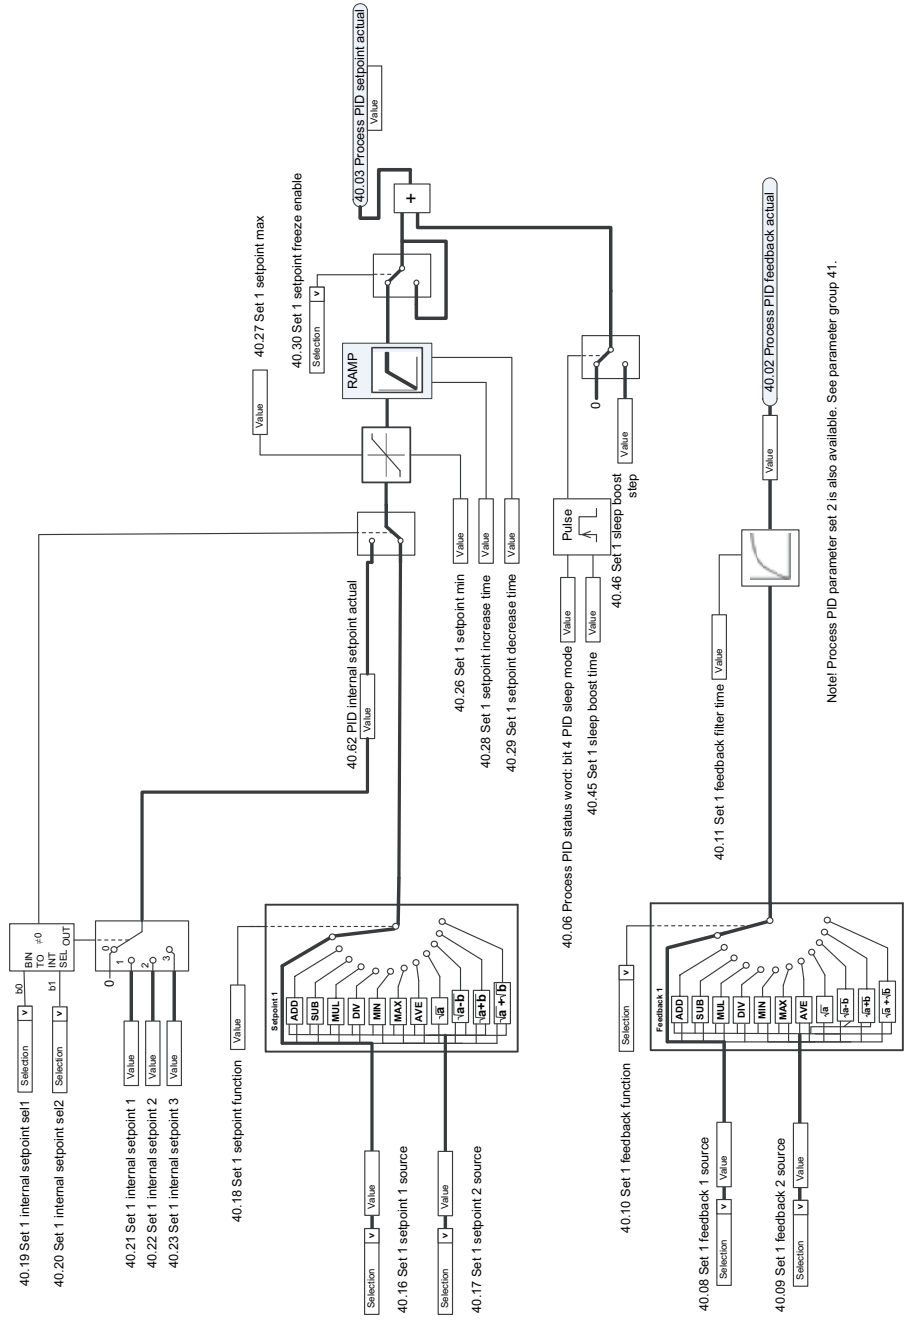 40.19 Set 1 internal setpoint sel1
Selection
v
b0
40.20 Set 1 internal setpoint sel2
Selection
v
b1
BIN
TO
INT
SEL
≠0
OUT
40.21 Set 1 internal setpoint 1
Value
40.22 Set 1 internal setpoint 2
Value
40.23 Set 1 internal setpoint 3
Value
0
0
1
2
3
40.62 PID internal setpoint actual
Value
40.18 Set 1 setpoint function
Value
Setpoint 1
ADD
SUB
MUL
DIV
MIN
MAX
AVE
√a
√a-b
√a+b
√a+√b
Selection
v
Value
40.16 Set 1 setpoint 1 source
Selection
v
Value
40.17 Set 1 setpoint 2 source
40.27 Set 1 setpoint max
Value
40.26 Set 1 setpoint min
Value
40.28 Set 1 setpoint increase time
Value
40.29 Set 1 setpoint decrease time
Value
RAMP
40.30 Set 1 setpoint freeze enable
Selection
v
+
40.03 Process PID setpoint actual
Value
40.06 Process PID status word: bit 4 PID sleep mode
Value
40.45 Set 1 sleep boost time
Value
Pulse
0
Value
40.46 Set 1 sleep boost
step
40.10 Set 1 feedback function
Selection
v
Feedback 1
ADD
SUB
MUL
DIV
MIN
MAX
AVE
√a
√a-b
√a+b
√a+√b
40.08 Set 1 feedback 1 source
Selection
v
Value
40.09 Set 1 feedback 2 source
Selection
v
Value
40.11 Set 1 feedback filter time
Value
Value
40.02 Process PID feedback actual
Note! Process PID parameter set 2 is also available. See parameter group 41.